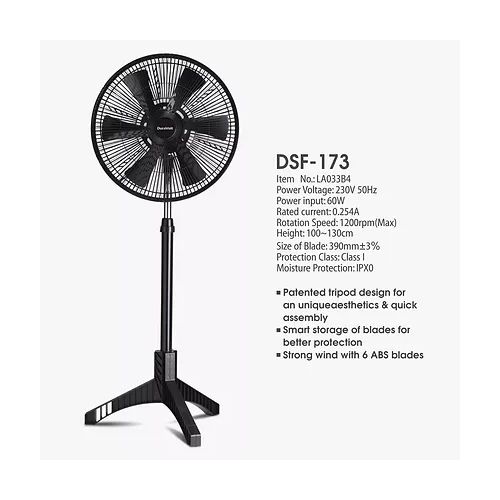 DuraVolt
DSF-173
Item No.:LA033B4
Power Voltage: 230V 50Hz
Power input: 60W
Rated current: 0.254A
Rotation Speed: 1200rpm(Max)
Height: 100~130cm
Size of Blade: 390mm±3%
Protection Class: Class I
Moisture Protection: IPX0
▪ Patented tripod design for
an uniqueaesthetics & quick
assembly
▪ Smart storage of blades for
better protection
▪ Strong wind with 6 ABS blades